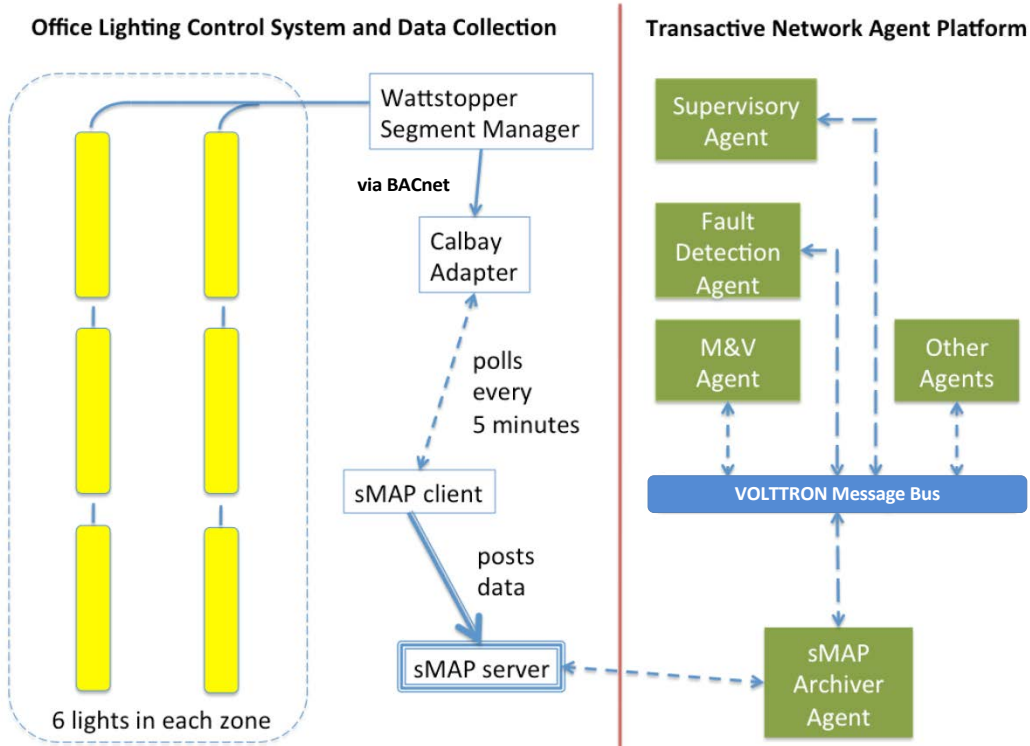 Office Lighting Control System and Data Collection
Wattstopper
Segment Manager
via BACnet
Calbay
Adapter
polls
every
5 minutes
sMAP client
posts
data
sMAP server
6 lights in each zone
Transactive Network Agent Platform
Supervisory
Agent
Fault
Detection
Agent
M&V
Agent
Other
Agents
VOLTTRON Message Bus
sMAP
Archiver
Agent